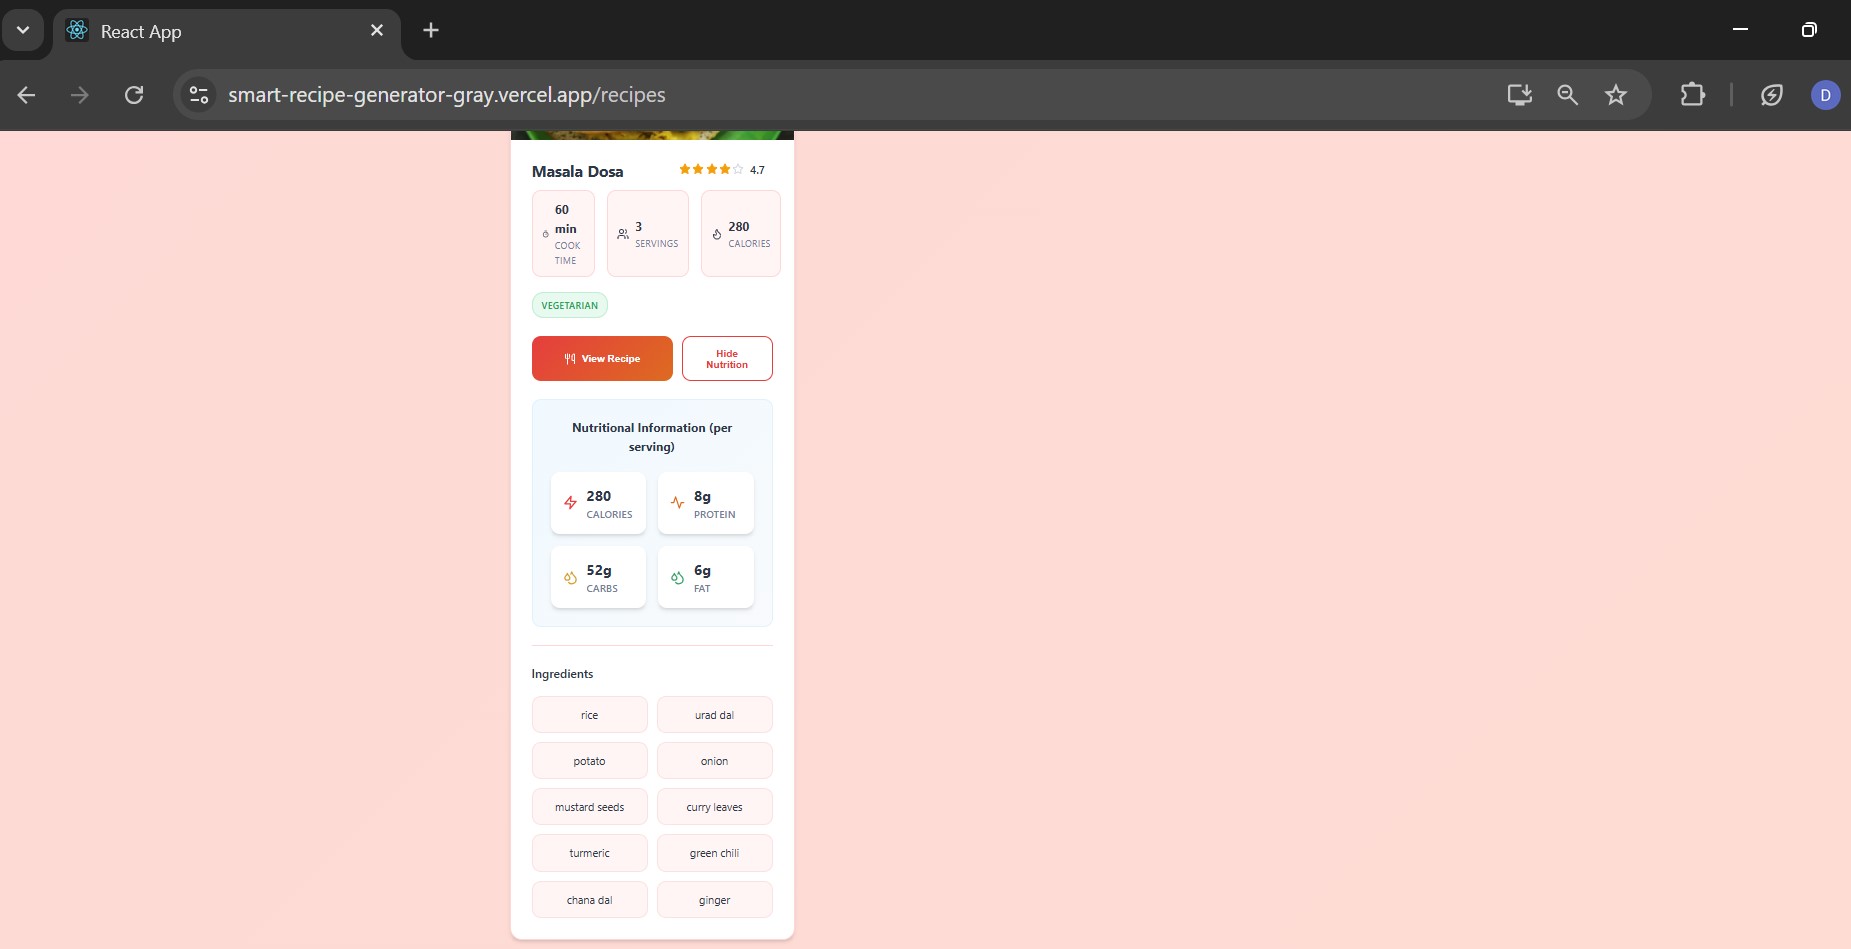 React App
smart-recipe-generator-gray.vercel.app/recipes
D
Masala Dosa
4.7
60
min
COOK
TIME
3
SERVINGS
280
CALORIES
VEGETARIAN
View Recipe
Hide
Nutrition
Nutritional Information (per
serving)
280
CALORIES
8g
PROTEIN
52g
CARBS
6g
FAT
Ingredients
rice
urad dal
potato
onion
mustard seeds
curry leaves
turmeric
green chili
chana dal
ginger